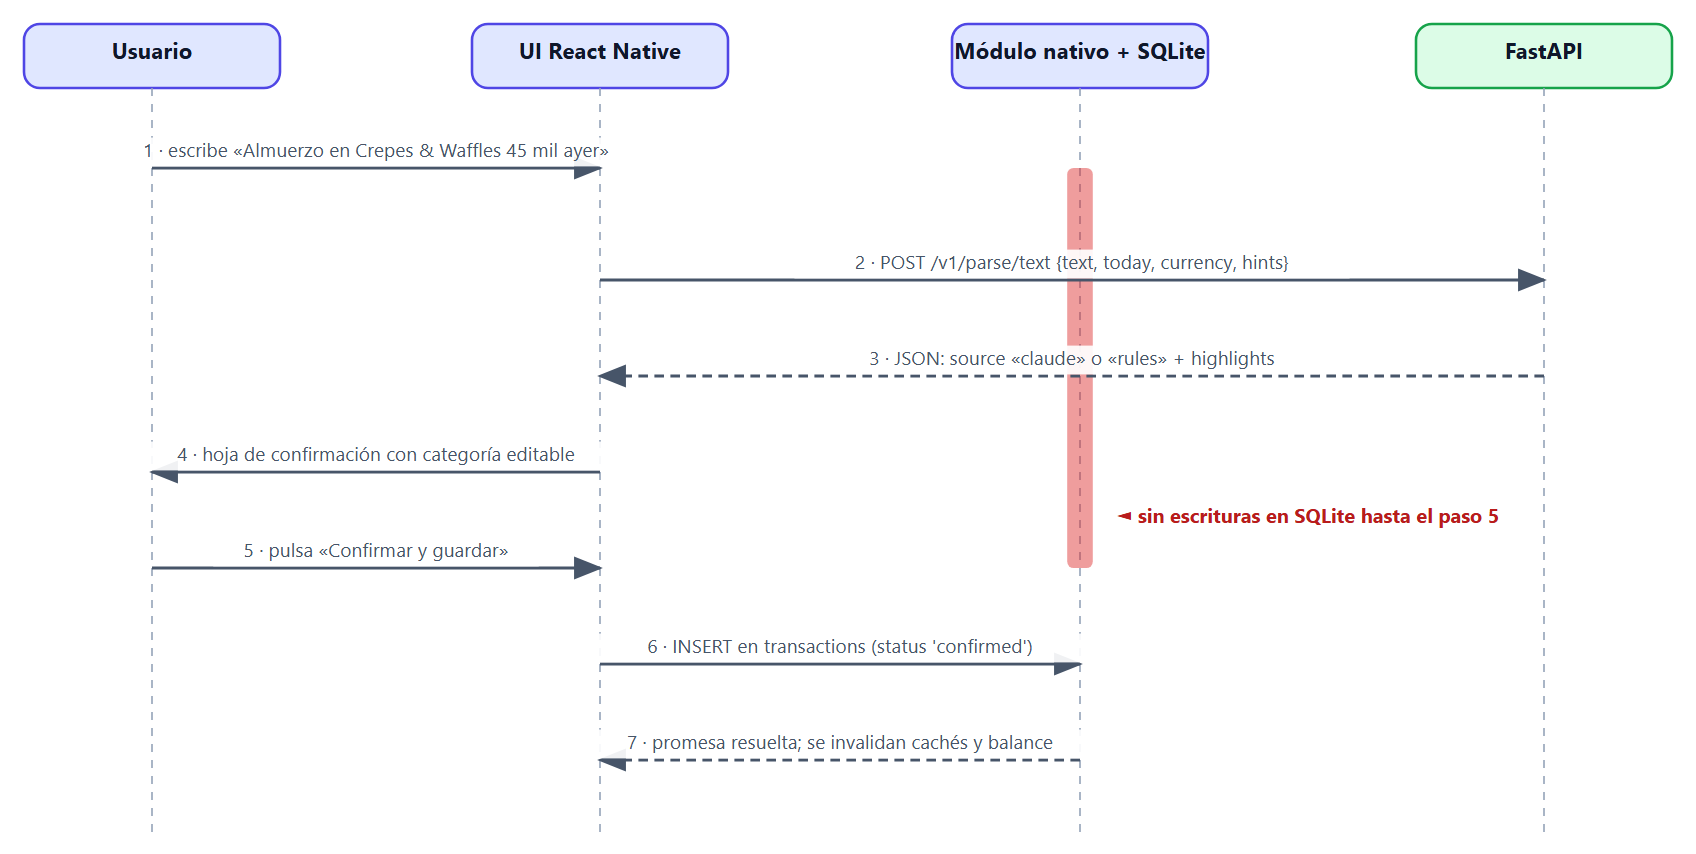 Usuario
UI React Native
Módulo nativo + SQLite
FastAPI
1 · escribe «Almuerzo en Crepes & Waffles 45 mil ayer»
2 · POST /v1/parse/text {text, today, currency, hints}
3 · JSON: source «claude» o «rules» + highlights
4 · hoja de confirmación con categoría editable
◄ sin escrituras en SQLite hasta el paso 5
5 · pulsa «Confirmar y guardar»
6 · INSERT en transactions (status 'confirmed')
7 · promesa resuelta; se invalidan cachés y balance